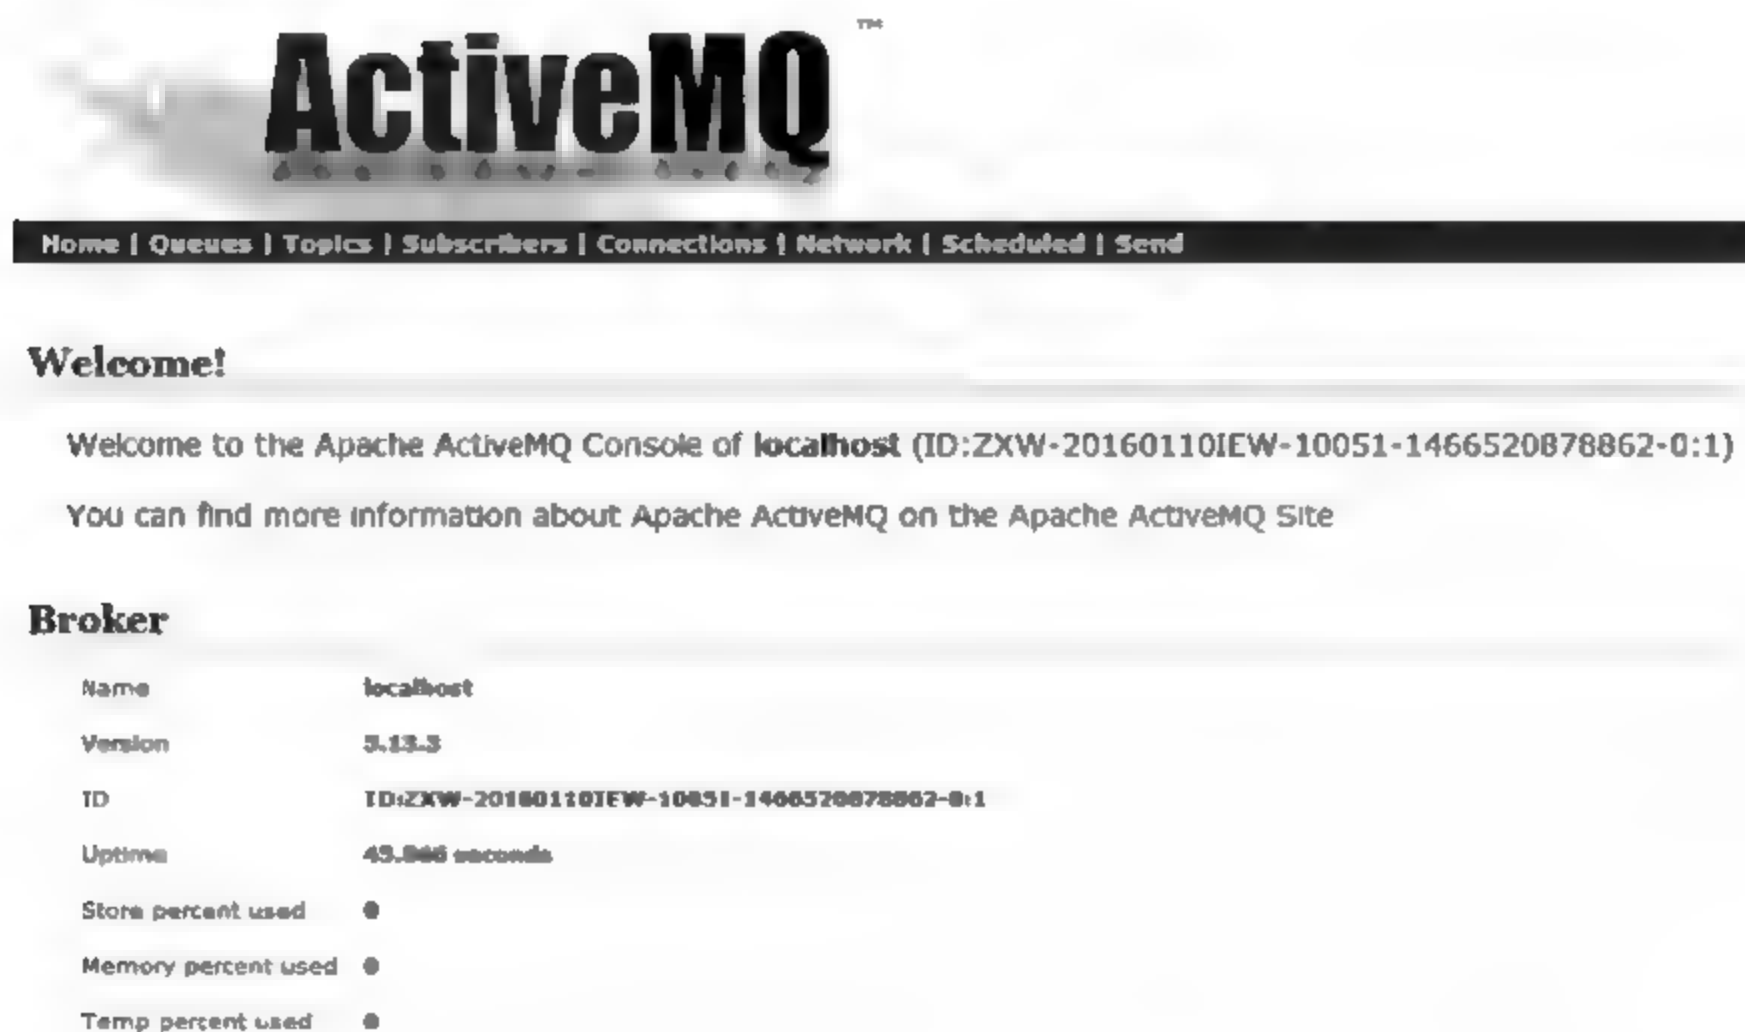 ActiveMQ ™
Home | Queues | Topics | Subscribers | Connections | Network | Scheduled | Send
Welcome!
Welcome to the Apache ActiveMQ Console of localhost (ID:ZXW-20160110IEW-10051-1466520878862-0:1)
You can find more information about Apache ActiveMQ on the Apache ActiveMQ Site
Broker
Name localhost
Version 5.13.3
ID ID:ZXW-20160110IEW-10051-1466520878862-0:1
Uptime seconds
Store percent used 0
Memory percent used 0
Temp percent used 0